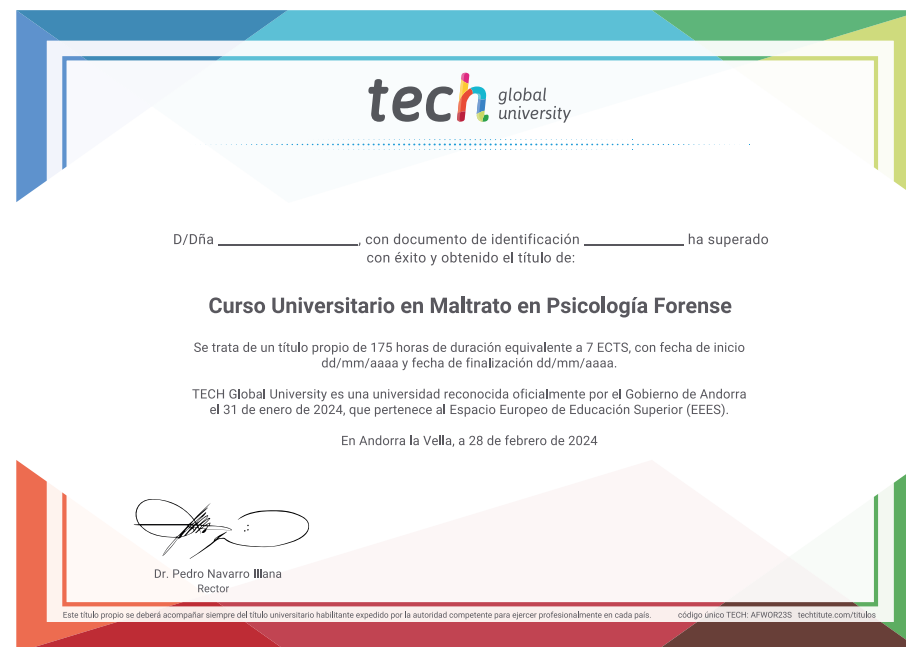 tech global university
D/Dña ____________________, con documento de identificación ______________ ha superado
con éxito y obtenido el título de:
Curso Universitario en Maltrato en Psicología Forense
Se trata de un título propio de 175 horas de duración equivalente a 7 ECTS, con fecha de inicio
dd/mm/aaaa y fecha de finalización dd/mm/aaaa.
TECH Global University es una universidad reconocida oficialmente por el Gobierno de Andorra
el 31 de enero de 2024, que pertenece al Espacio Europeo de Educación Superior (EEES).
En Andorra la Vella, a 28 de febrero de 2024
Dr. Pedro Navarro Illana
Rector
Este título propio se deberá acompañar siempre del título universitario habilitante expedido por la autoridad competente para ejercer profesionalmente en cada país. código único TECH: AFWOR23S techtitute.com/titulos